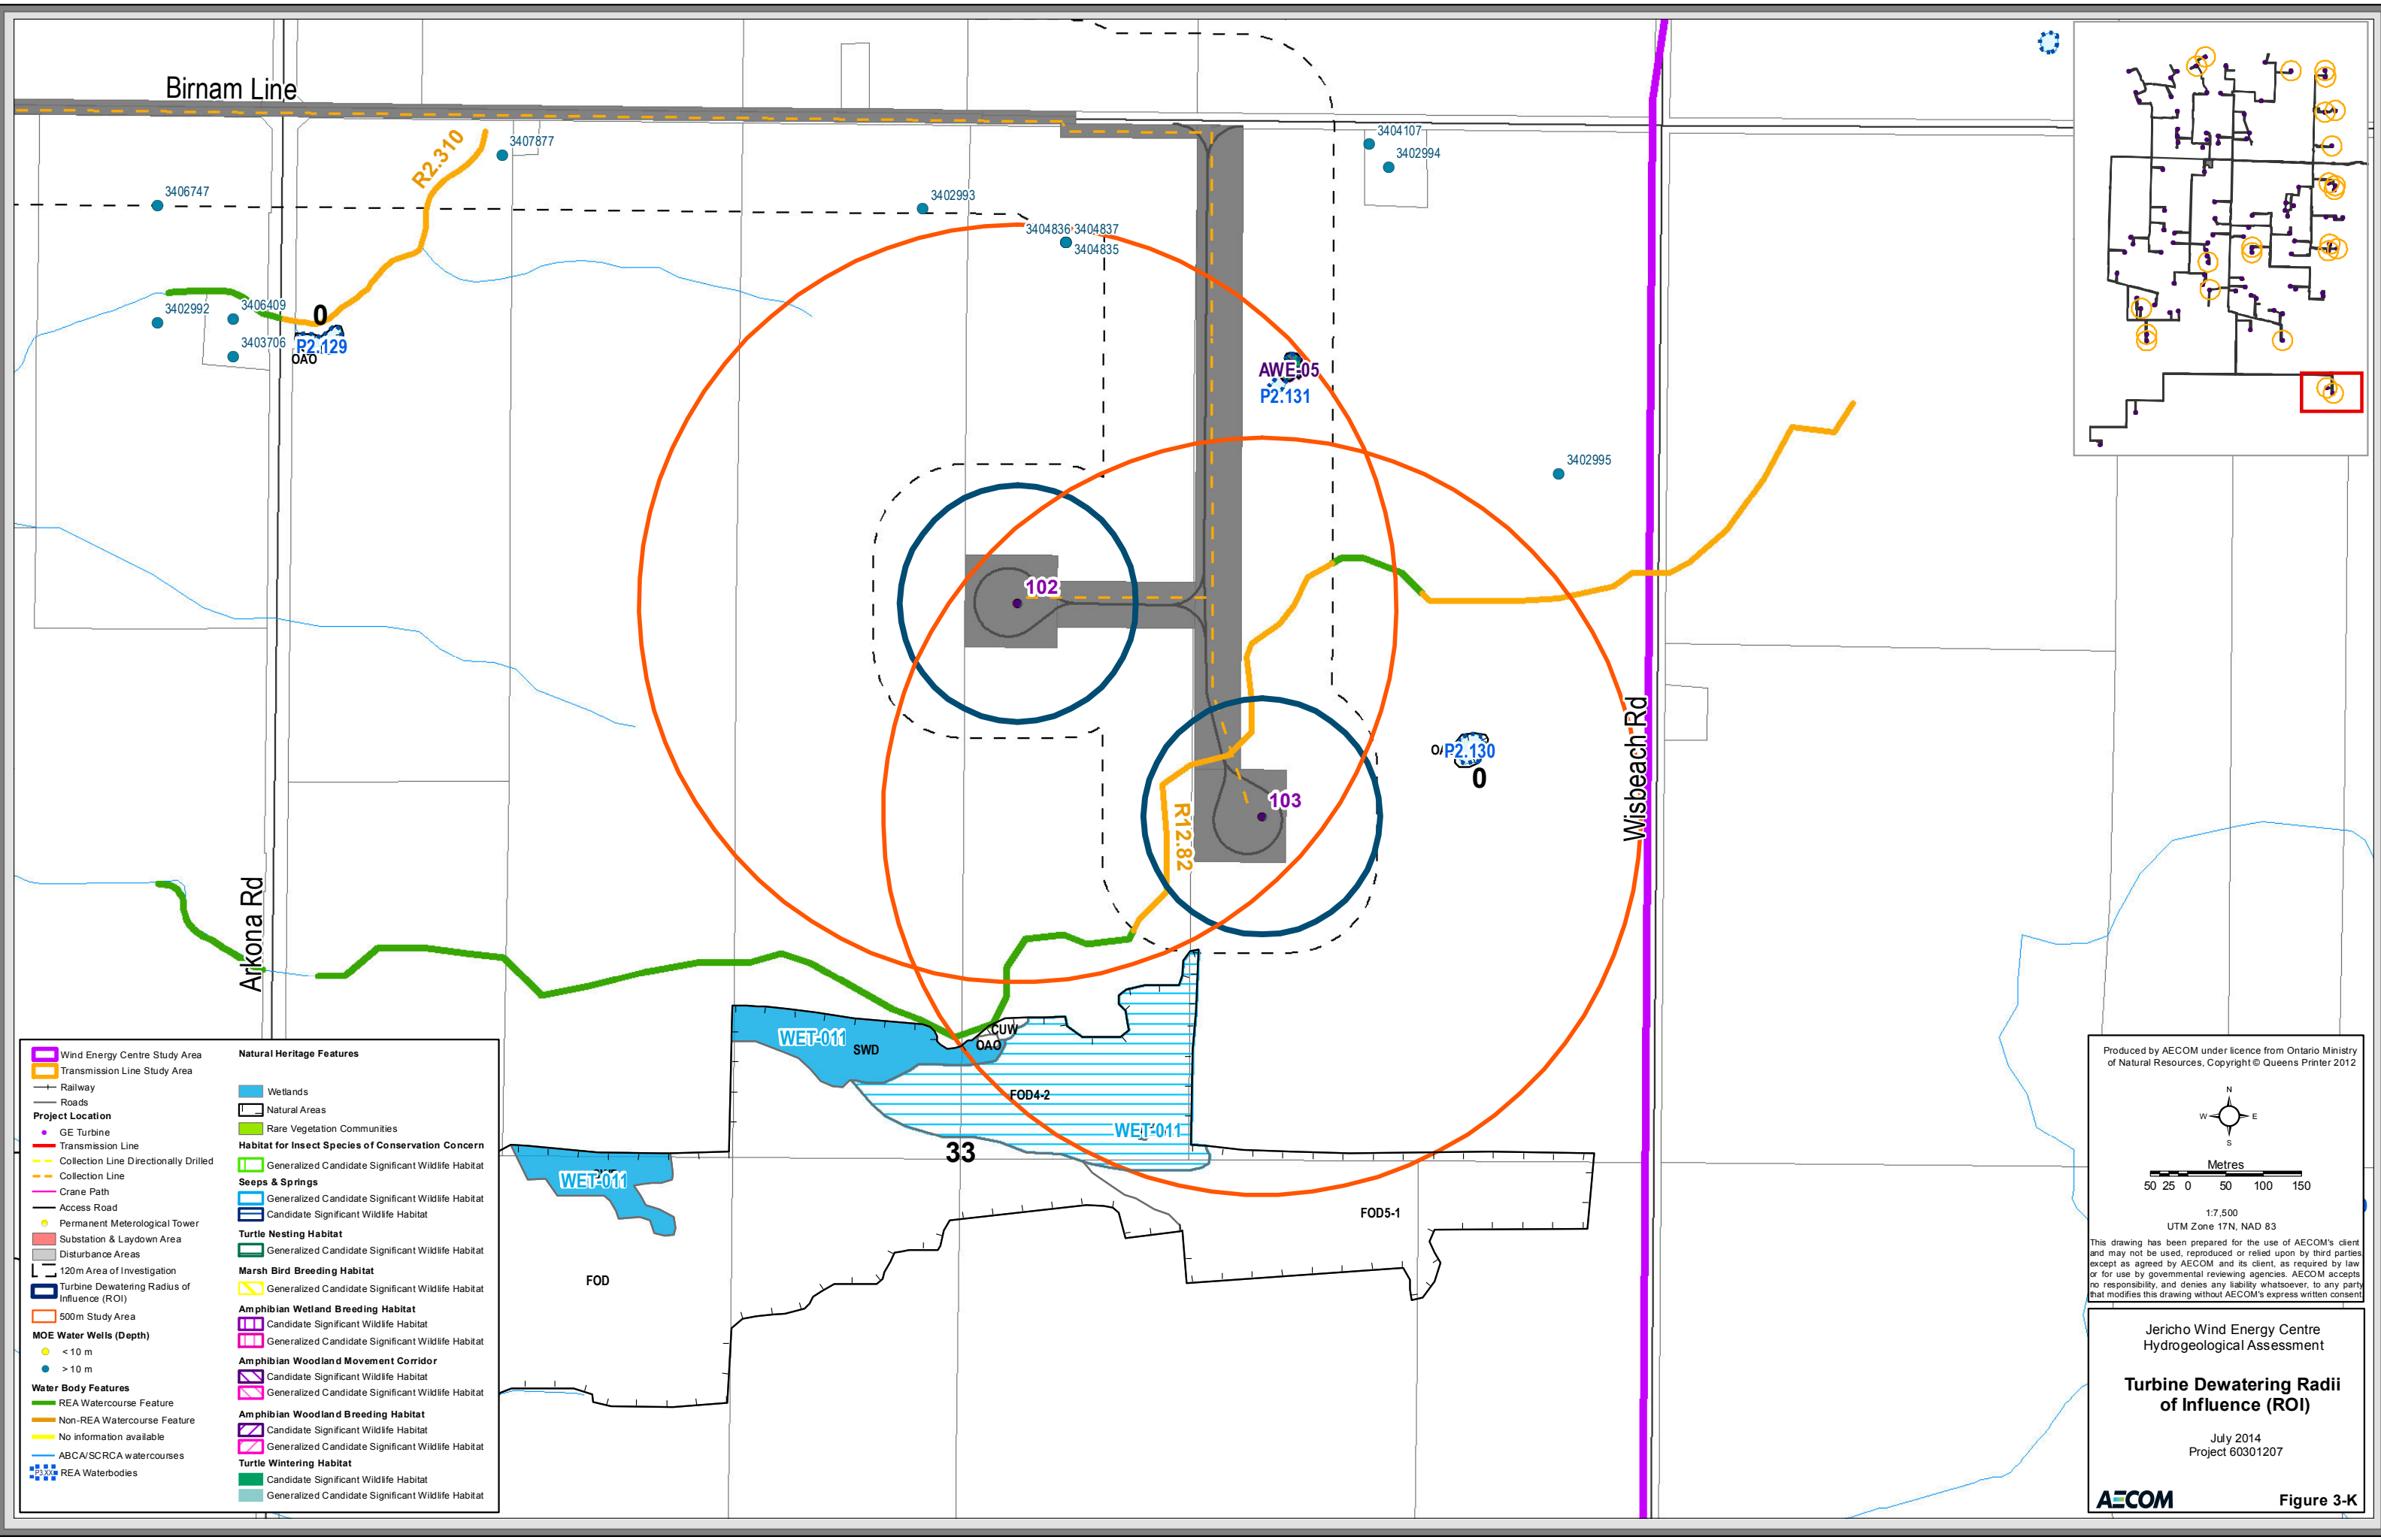 Birnam Line
R2.310
3407877
3404107
3402994
3406747
3402993
3404836 3404837
3404835
3402992
3406409
3403706
0
P2.129
OAO
AWE-05
P2.131
3402995
102
103
R12.82
P2.130
0
Wisbeach Rd
Arkona Rd
WET-011
SWD
CUW
OAO
FOD4-2
WET-011
33
WET-011
FOD5-1
FOD
Wind Energy Centre Study Area
Transmission Line Study Area
Railway
Roads
Project Location
GE Turbine
Transmission Line
Collection Line Directionally Drilled
Collection Line
Crane Path
Access Road
Permanent Meterological Tower
Substation & Laydown Area
Disturbance Areas
120m Area of Investigation
Turbine Dewatering Radius of
Influence (ROI)
500m Study Area
MOE Water Wells (Depth)
< 10 m
> 10 m
Water Body Features
REA Watercourse Feature
Non-REA Watercourse Feature
No information available
ABCA/SCRCA watercourses
P3.XX REA Waterbodies
Natural Heritage Features
Wetlands
Natural Areas
Rare Vegetation Communities
Habitat for Insect Species of Conservation Concern
Generalized Candidate Significant Wildlife Habitat
Seeps & Springs
Generalized Candidate Significant Wildlife Habitat
Candidate Significant Wildlife Habitat
Turtle Nesting Habitat
Generalized Candidate Significant Wildlife Habitat
Marsh Bird Breeding Habitat
Generalized Candidate Significant Wildlife Habitat
Amphibian Wetland Breeding Habitat
Candidate Significant Wildlife Habitat
Generalized Candidate Significant Wildlife Habitat
Amphibian Woodland Movement Corridor
Candidate Significant Wildlife Habitat
Generalized Candidate Significant Wildlife Habitat
Amphibian Woodland Breeding Habitat
Candidate Significant Wildlife Habitat
Generalized Candidate Significant Wildlife Habitat
Turtle Wintering Habitat
Candidate Significant Wildlife Habitat
Generalized Candidate Significant Wildlife Habitat
Produced by AECOM under licence from Ontario Ministry
of Natural Resources, Copyright © Queens Printer 2012
N
W E
S
Metres
50 25 0 50 100 150
1:7,500
UTM Zone 17N, NAD 83
This drawing has been prepared for the use of AECOM's client
and may not be used, reproduced or relied upon by third parties,
except as agreed by AECOM and its client, as required by law
or for use by governmental reviewing agencies. AECOM accepts
no responsibility, and denies any liability whatsoever, to any party
that modifies this drawing without AECOM's express written consent.
Jericho Wind Energy Centre
Hydrogeological Assessment
Turbine Dewatering Radii
of Influence (ROI)
July 2014
Project 60301207
AECOM
Figure 3-K